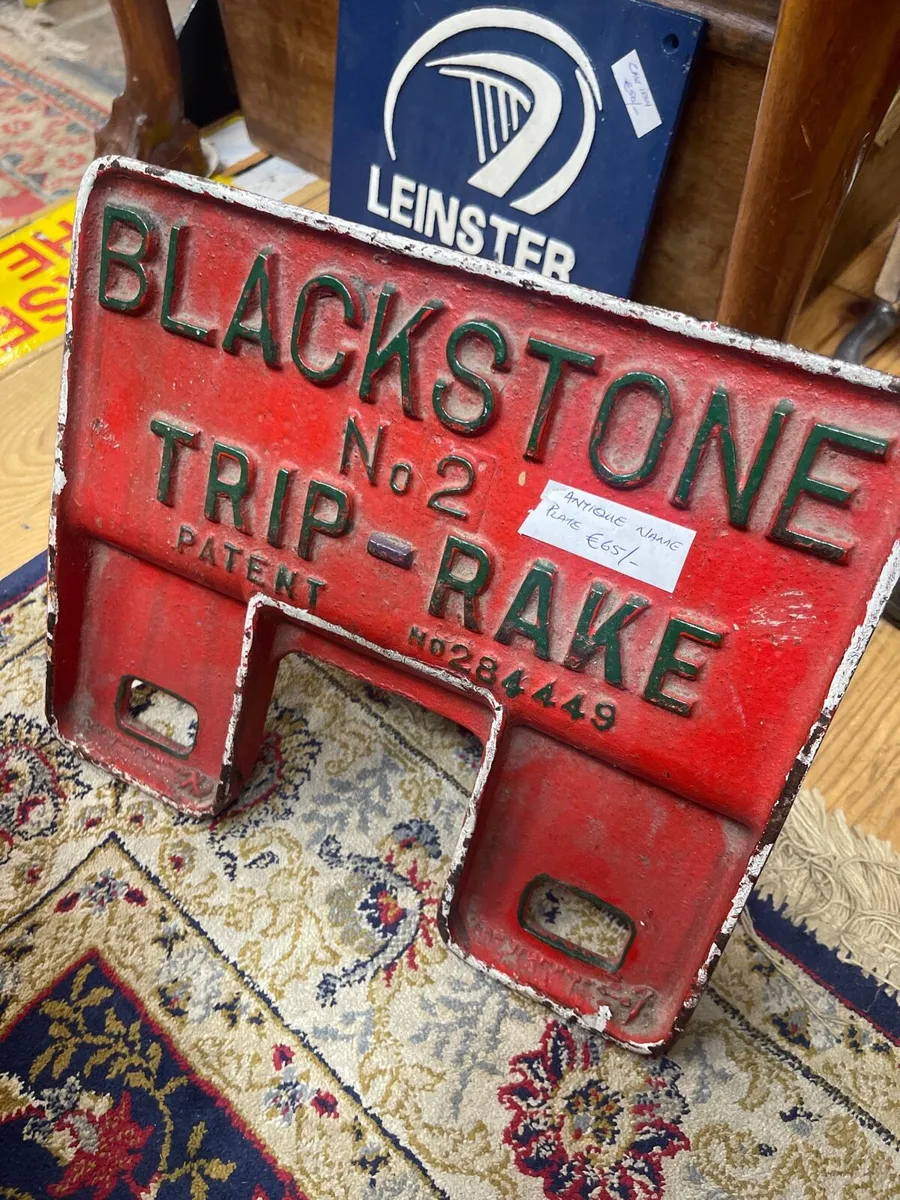 LEINSTER
BLACKSTONE
No 2
TRIP-RAKE
PATENT
No 284449
ANTIQUE NAME
PLATE €65/-